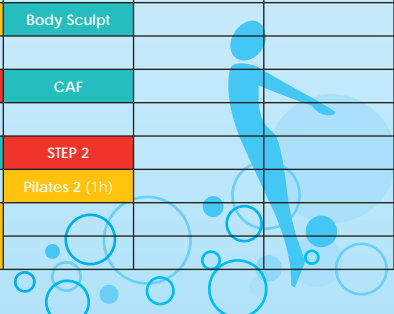 Body Sculpt
CAF
STEP 2
Pilates 2 (1h)